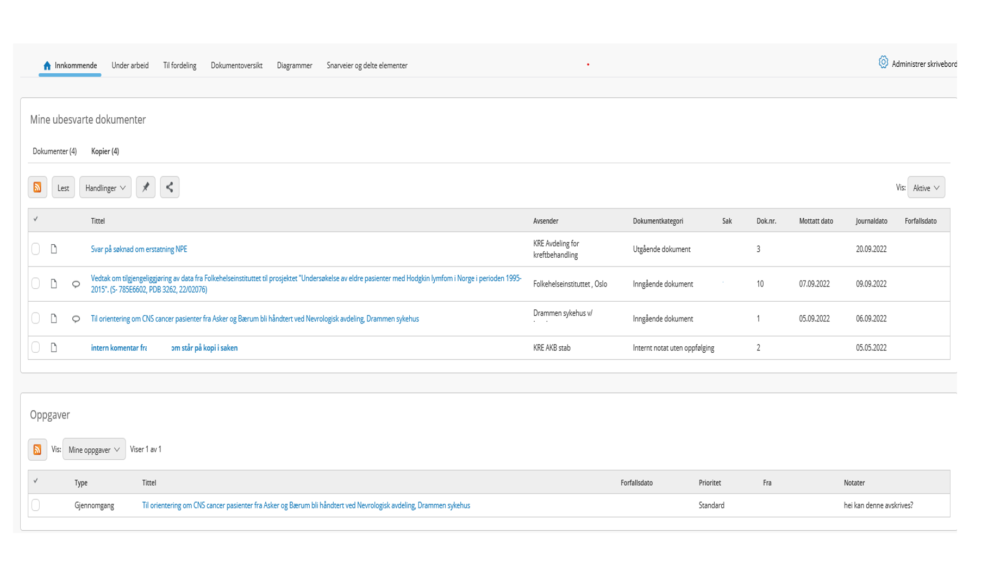 Innkommende Under arbeid Til fordeling Dokumentoversikt Diagrammer Snarveier og delte elementer Administrer skrivebord
Mine ubesvarte dokumenter
Dokumenter (4) Kopier (4)
Lest Handlinger Vis: Aktive
Tittel Avsender Dokumentkategori Sak Dok.nr. Mottatt dato Journaldato Forfallsdato
Svar på søknad om erstatning NPE KRE Avdeling for
kreftbehandling Utgående dokument 3 20.09.2022
Vedtak om tilgjengeliggjøring av data fra Folkehelseinstituttet til prosjektet "Undersøkelse av eldre pasienter med Hodgkin lymfom i Norge i perioden 1995-
2015". (S- 785E6602, PDB 3262, 22/02076) Folkehelseinstituttet , Oslo Inngående dokument 10 07.09.2022 09.09.2022
Til orientering om CNS cancer pasienter fra Asker og Bærum bli håndtert ved Nevrologisk avdeling, Drammen sykehus Drammen sykehus v/ Inngående dokument 1 05.09.2022 06.09.2022
intern komentar om står på kopi i saken KRE AKB stab Internt notat uten oppfølging 2 05.05.2022
Oppgaver
Vis: Mine oppgaver Viser 1 av 1
Type Tittel Forfallsdato Prioritet Fra Notater
Gjennomgang Til orientering om CNS cancer pasienter fra Asker og Bærum bli håndtert ved Nevrologisk avdeling, Drammen sykehus Standard hei kan denne avskrives?